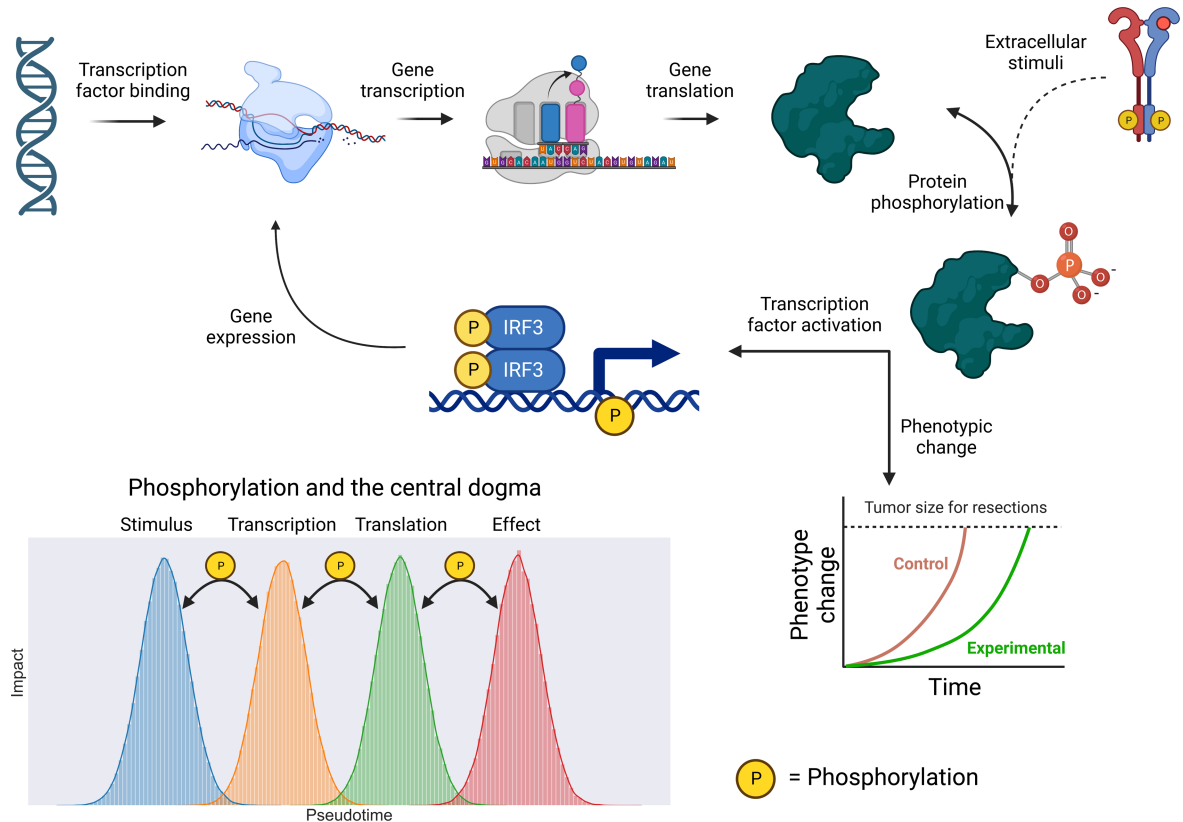 Transcription
factor binding
Gene
transcription
Gene
translation
Extracellular
stimuli
P
P
Protein
phosphorylation
O
P
O
O
O
-
-
Transcription
factor activation
Gene
expression
P
IRF3
P
IRF3
P
Phenotypic
change
Phosphorylation and the central dogma
Stimulus
Transcription
Translation
Effect
P
P
P
Impact
Pseudotime
Tumor size for resections
Control
Experimental
Phenotype
change
Time
P
= Phosphorylation